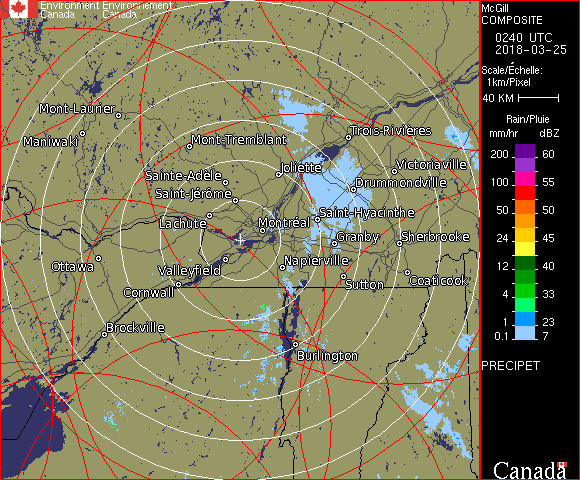 Environment Environnement
Canada Canada
McGill
COMPOSITE
0240 UTC
2018-03-25
Scale/Échelle:
1km/Pixel
40 KM
Rain/Pluie
mm/hr dBZ
200 60
150 57
100 55
50 50
24 45
12 40
4 33
1 23
0.1 7
PRECIPET
Canada
Mont-Laurier
Maniwaki
Mont-Tremblant
Trois-Rivières
Joliette
Victoriaville
Sainte-Adèle
Drummondville
Saint-Jérôme
Saint-Hyacinthe
Lachute
Montréal
Granby
Sherbrooke
Ottawa
Valleyfield
Napierville
Sutton
Coaticook
Cornwall
Brockville
Burlington